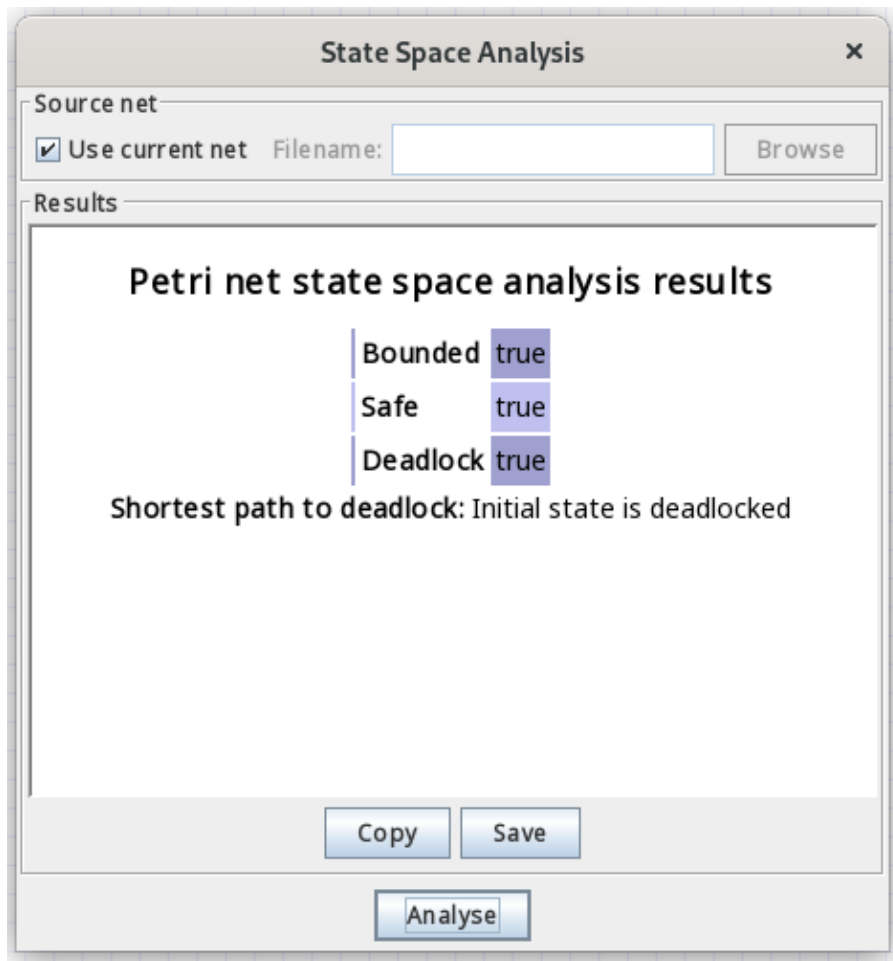 State Space Analysis
Source net
Use current net Filename: Browse
Results
Petri net state space analysis results
Bounded true
Safe true
Deadlock true
Shortest path to deadlock: Initial state is deadlocked
Copy Save
Analyse